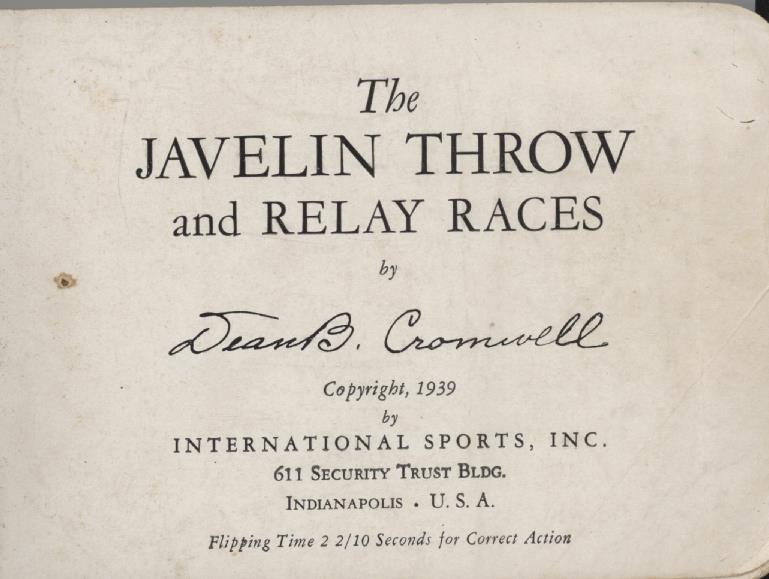 The
JAVELIN THROW
and RELAY RACES
by
Dean B. Cromwell
Copyright, 1939
by
INTERNATIONAL SPORTS, INC.
611 SECURITY TRUST BLDG.
INDIANAPOLIS • U. S. A.
Flipping Time 2 2/10 Seconds for Correct Action